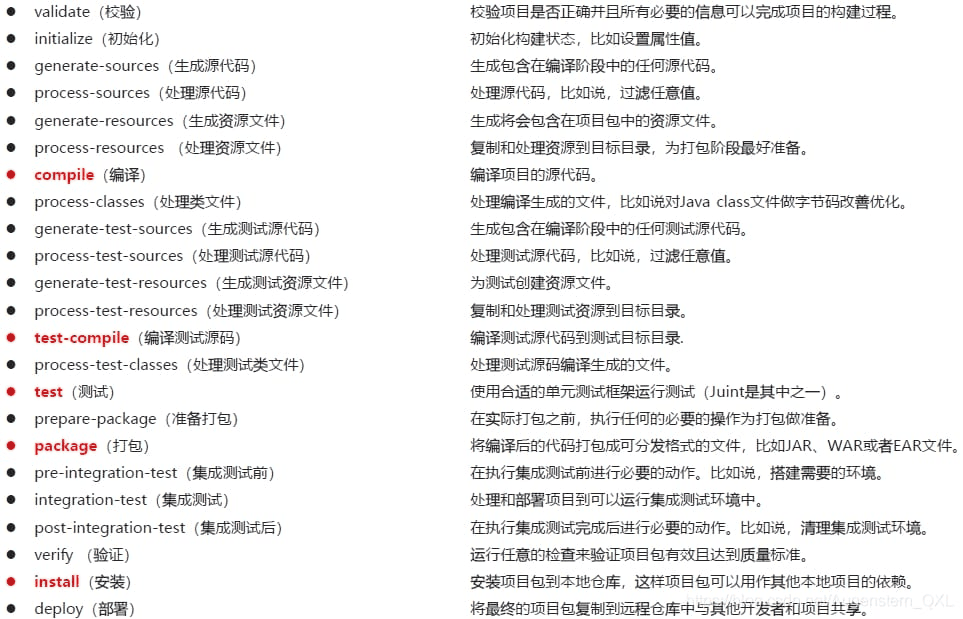 validate（校验） 校验项目是否正确并且所有必要的信息可以完成项目的构建过程。
initialize（初始化） 初始化构建状态，比如设置属性值。
generate-sources（生成源代码） 生成包含在编译阶段中的任何源代码。
process-sources（处理源代码） 处理源代码，比如说，过滤任意值。
generate-resources（生成资源文件） 生成将会包含在项目包中的资源文件。
process-resources （处理资源文件） 复制和处理资源到目标目录，为打包阶段最好准备。
compile（编译） 编译项目的源代码。
process-classes（处理类文件） 处理编译生成的文件，比如说对Java class文件做字节码改善优化。
generate-test-sources（生成测试源代码） 生成包含在编译阶段中的任何测试源代码。
process-test-sources（处理测试源代码） 处理测试源代码，比如说，过滤任意值。
generate-test-resources（生成测试资源文件） 为测试创建资源文件。
process-test-resources（处理测试资源文件） 复制和处理测试资源到目标目录。
test-compile（编译测试源码） 编译测试源代码到测试目标目录.
process-test-classes（处理测试类文件） 处理测试源码编译生成的文件。
test（测试） 使用合适的单元测试框架运行测试（Juint是其中之一）。
prepare-package（准备打包） 在实际打包之前，执行任何的必要的操作为打包做准备。
package（打包） 将编译后的代码打包成可分发格式的文件，比如JAR、WAR或者EAR文件。
pre-integration-test（集成测试前） 在执行集成测试前进行必要的动作。比如说，搭建需要的环境。
integration-test（集成测试） 处理和部署项目到可以运行集成测试环境中。
post-integration-test（集成测试后） 在执行集成测试完成后进行必要的动作。比如说，清理集成测试环境。
verify （验证） 运行任意的检查来验证项目包有效且达到质量标准。
install（安装） 安装项目包到本地仓库，这样项目包可以用作其他本地项目的依赖。
deploy（部署） 将最终的项目包复制到远程仓库中与其他开发者和项目共享。
https://blog.csdn.net/Augenstern_QXL